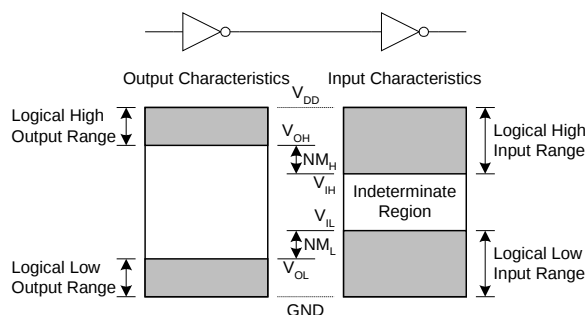 Output Characteristics
Input Characteristics
V_DD
Logical High
Output Range
V_OH
NM_H
V_IH
Logical High
Input Range
Indeterminate
Region
V_IL
NM_L
V_OL
Logical Low
Output Range
Logical Low
Input Range
GND